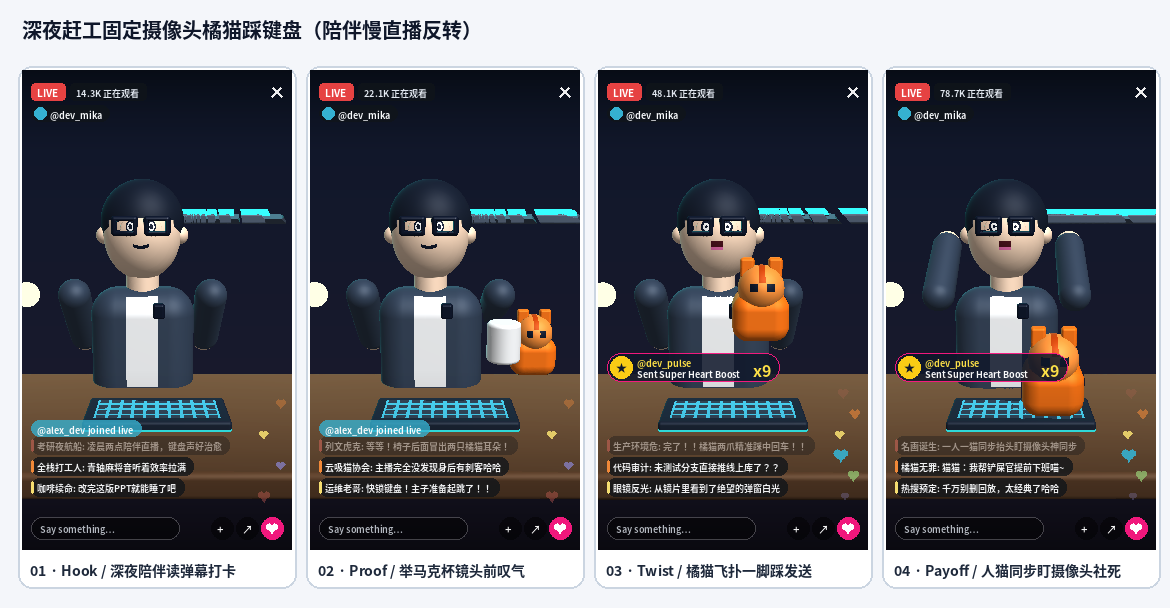 深夜赶工固定摄像头橘猫踩键盘（陪伴慢直播反转）
LIVE 14.3K 正在观看
@dev_mika
@alex_dev joined live
考研夜航船: 凌晨两点陪伴直播，键盘声好治愈
全栈打工人: 青轴麻将音听着效率拉满
咖啡续命: 改完这版PPT就能睡了吧
Say something...
01 · Hook / 深夜陪伴读弹幕打卡
LIVE 22.1K 正在观看
@dev_mika
@alex_dev joined live
列文虎克: 等等！椅子后面冒出两只橘猫耳朵！
云吸猫协会: 主播完全没发现身后有刺客哈哈
运维老哥: 快锁键盘！主子准备起跳了！！
Say something...
02 · Proof / 举马克杯镜头前叹气
LIVE 48.1K 正在观看
@dev_mika
@dev_pulse
Sent Super Heart Boost x9
生产环境危: 完了！！橘猫两爪精准踩中回车！！
代码审计: 未测试分支直接推线上库了？？
眼镜反光: 从镜片里看到了绝望的弹窗白光
Say something...
03 · Twist / 橘猫飞扑一脚踩发送
LIVE 78.7K 正在观看
@dev_mika
@dev_pulse
Sent Super Heart Boost x9
名画诞生: 一人一猫同步抬头盯摄像头神同步
橘猫无罪: 猫猫：我帮铲屎官提前下班喵~
热搜预定: 千万别删回放，太经典了哈哈
Say something...
04 · Payoff / 人猫同步盯摄像头社死